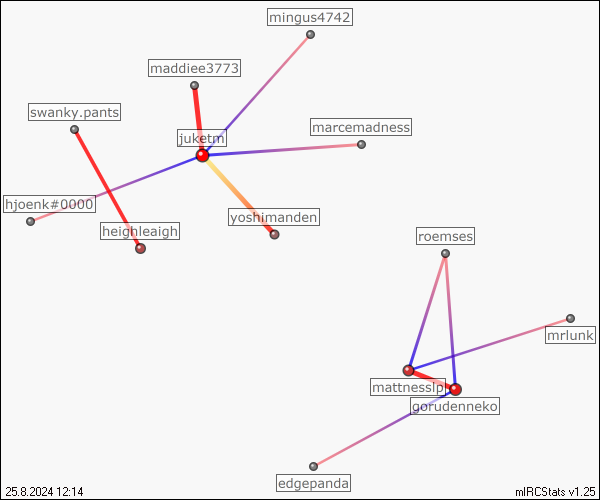 mingus4742
maddiee3773
swanky.pants
marcemadness
juketm
hjoenk#0000
yoshimanden
heighleaigh
roemses
mrlunk
mattnesslp
gorudenneko
edgepanda
25.8.2024 12:14
mIRCStats v1.25